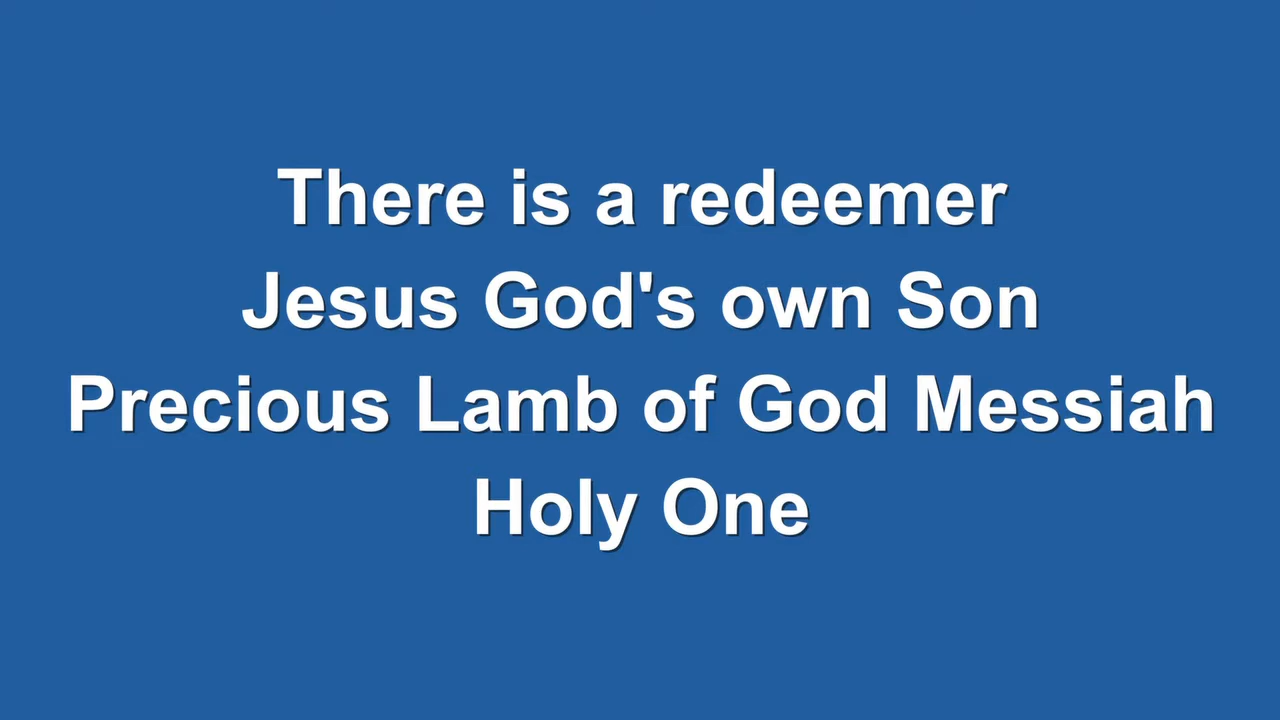 There is a redeemer
Jesus God's own Son
Precious Lamb of God Messiah
Holy One